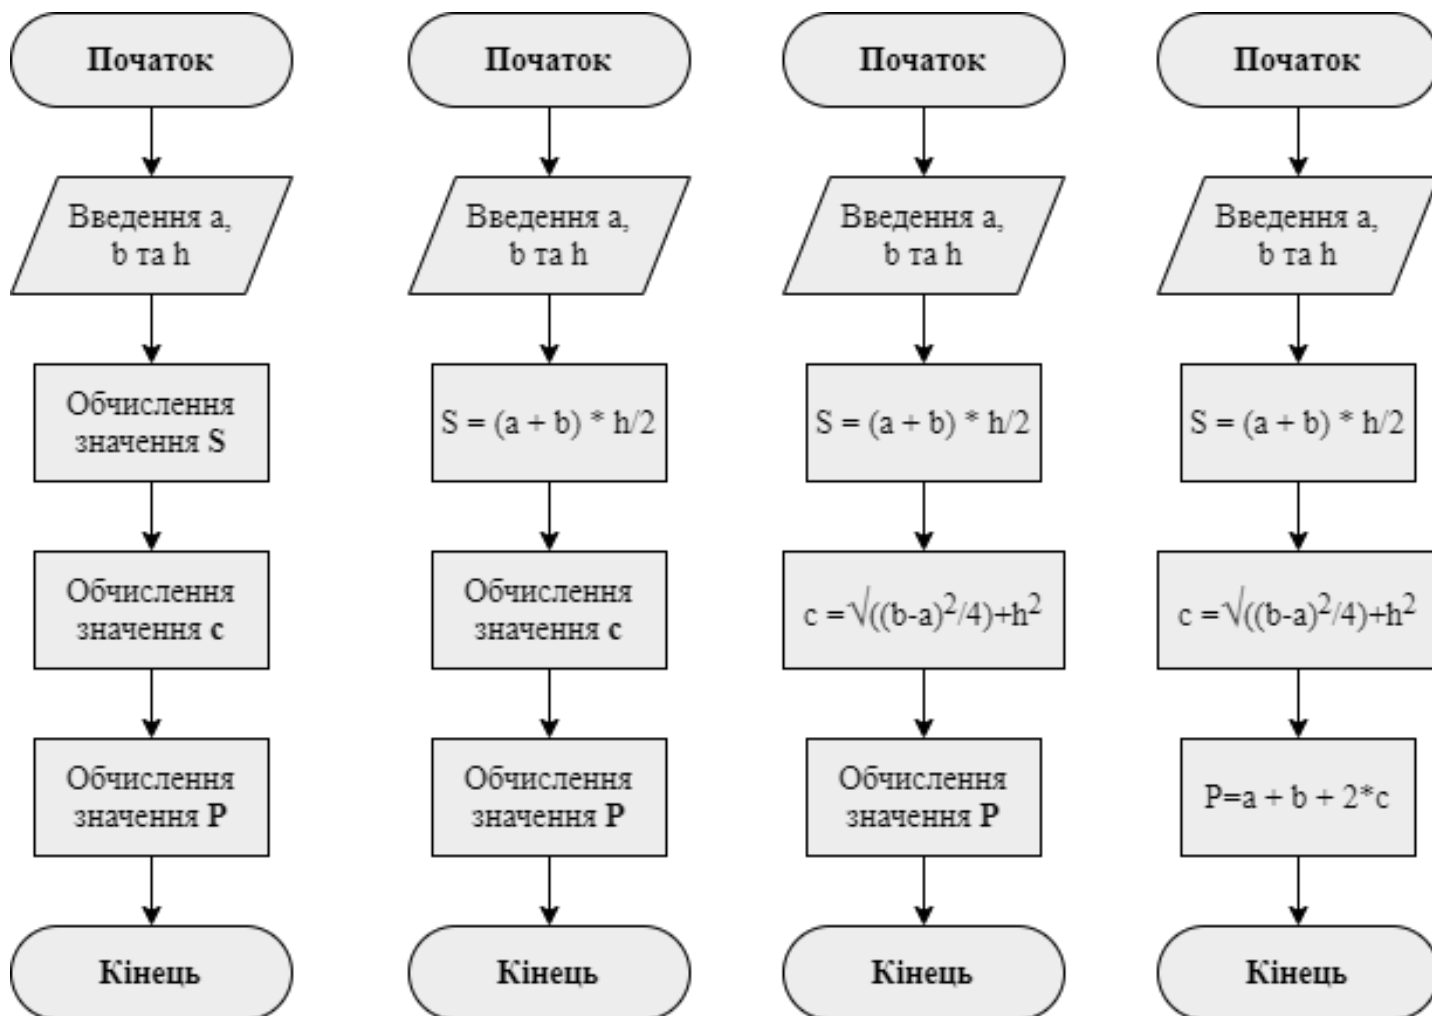 Початок
Введення a,
b та h
Обчислення
значення S
Обчислення
значення c
Обчислення
значення P
Кінець
Початок
Введення a,
b та h
S = (a + b) * h/2
Обчислення
значення c
Обчислення
значення P
Кінець
Початок
Введення a,
b та h
S = (a + b) * h/2
c =√((b-a)²/4)+h²
Обчислення
значення P
Кінець
Початок
Введення a,
b та h
S = (a + b) * h/2
c =√((b-a)²/4)+h²
P=a + b + 2*c
Кінець